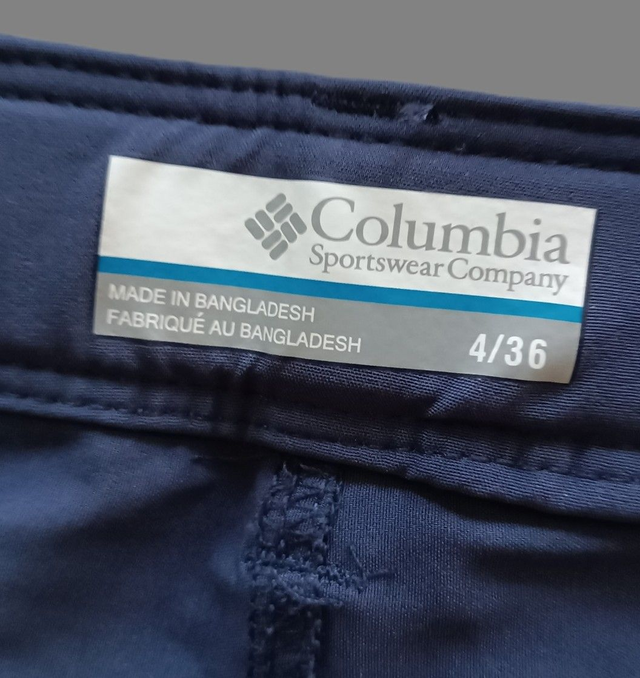 Columbia
Sportswear Company
MADE IN BANGLADESH
FABRIQUÉ AU BANGLADESH
4/36